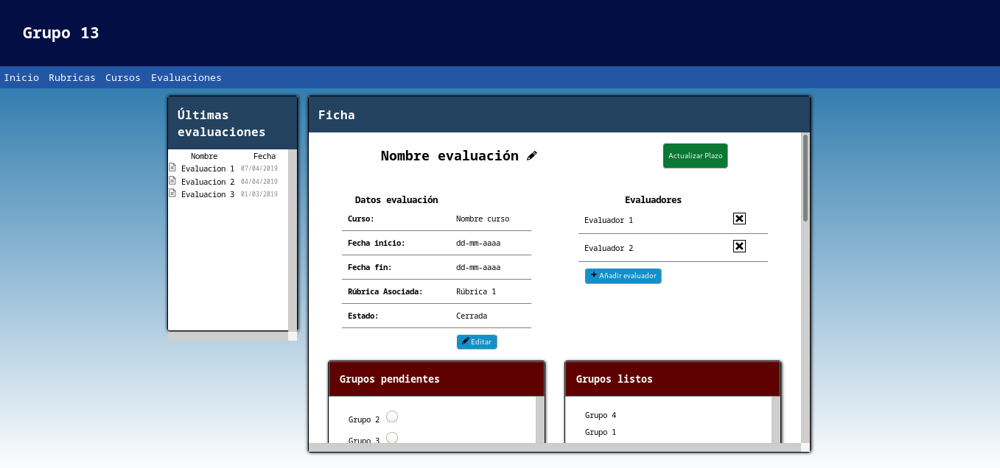 Grupo 13
Inicio Rubricas Cursos Evaluaciones
Últimas
evaluaciones
Nombre Fecha
Evaluacion 1 07/04/2019
Evaluacion 2 04/04/2019
Evaluacion 3 01/03/2019
Ficha
Nombre evaluación
Actualizar Plazo
Datos evaluación
Curso: Nombre curso
Fecha inicio: dd-mm-aaaa
Fecha fin: dd-mm-aaaa
Rúbrica Asociada: Rúbrica 1
Estado: Cerrada
Editar
Evaluadores
Evaluador 1
Evaluador 2
Añadir evaluador
Grupos pendientes
Grupo 2
Grupo 3
Grupos listos
Grupo 4
Grupo 1